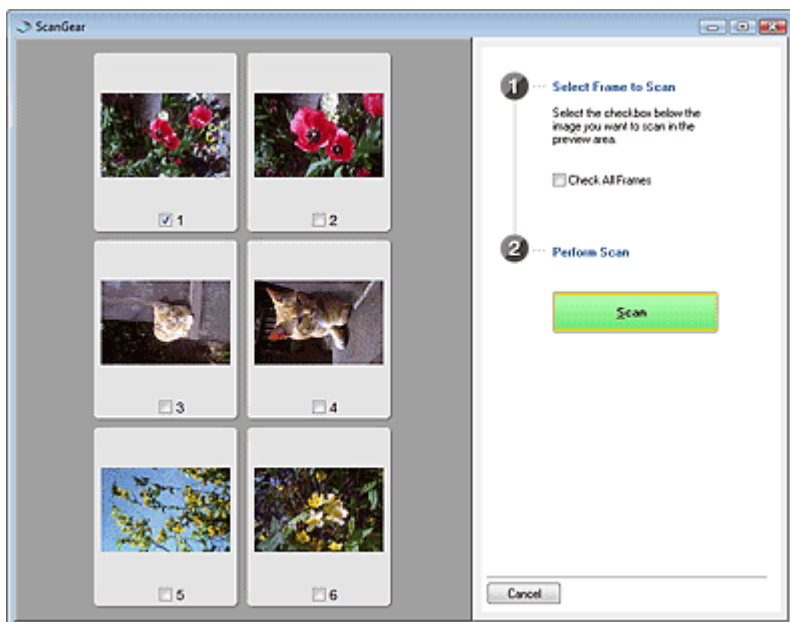 ScanGear
1
2
3
4
5
6
1
Select Frame to Scan
Select the checkbox below the
image you want to scan in the
preview area.
Check All Frames
2
Perform Scan
Scan
Cancel